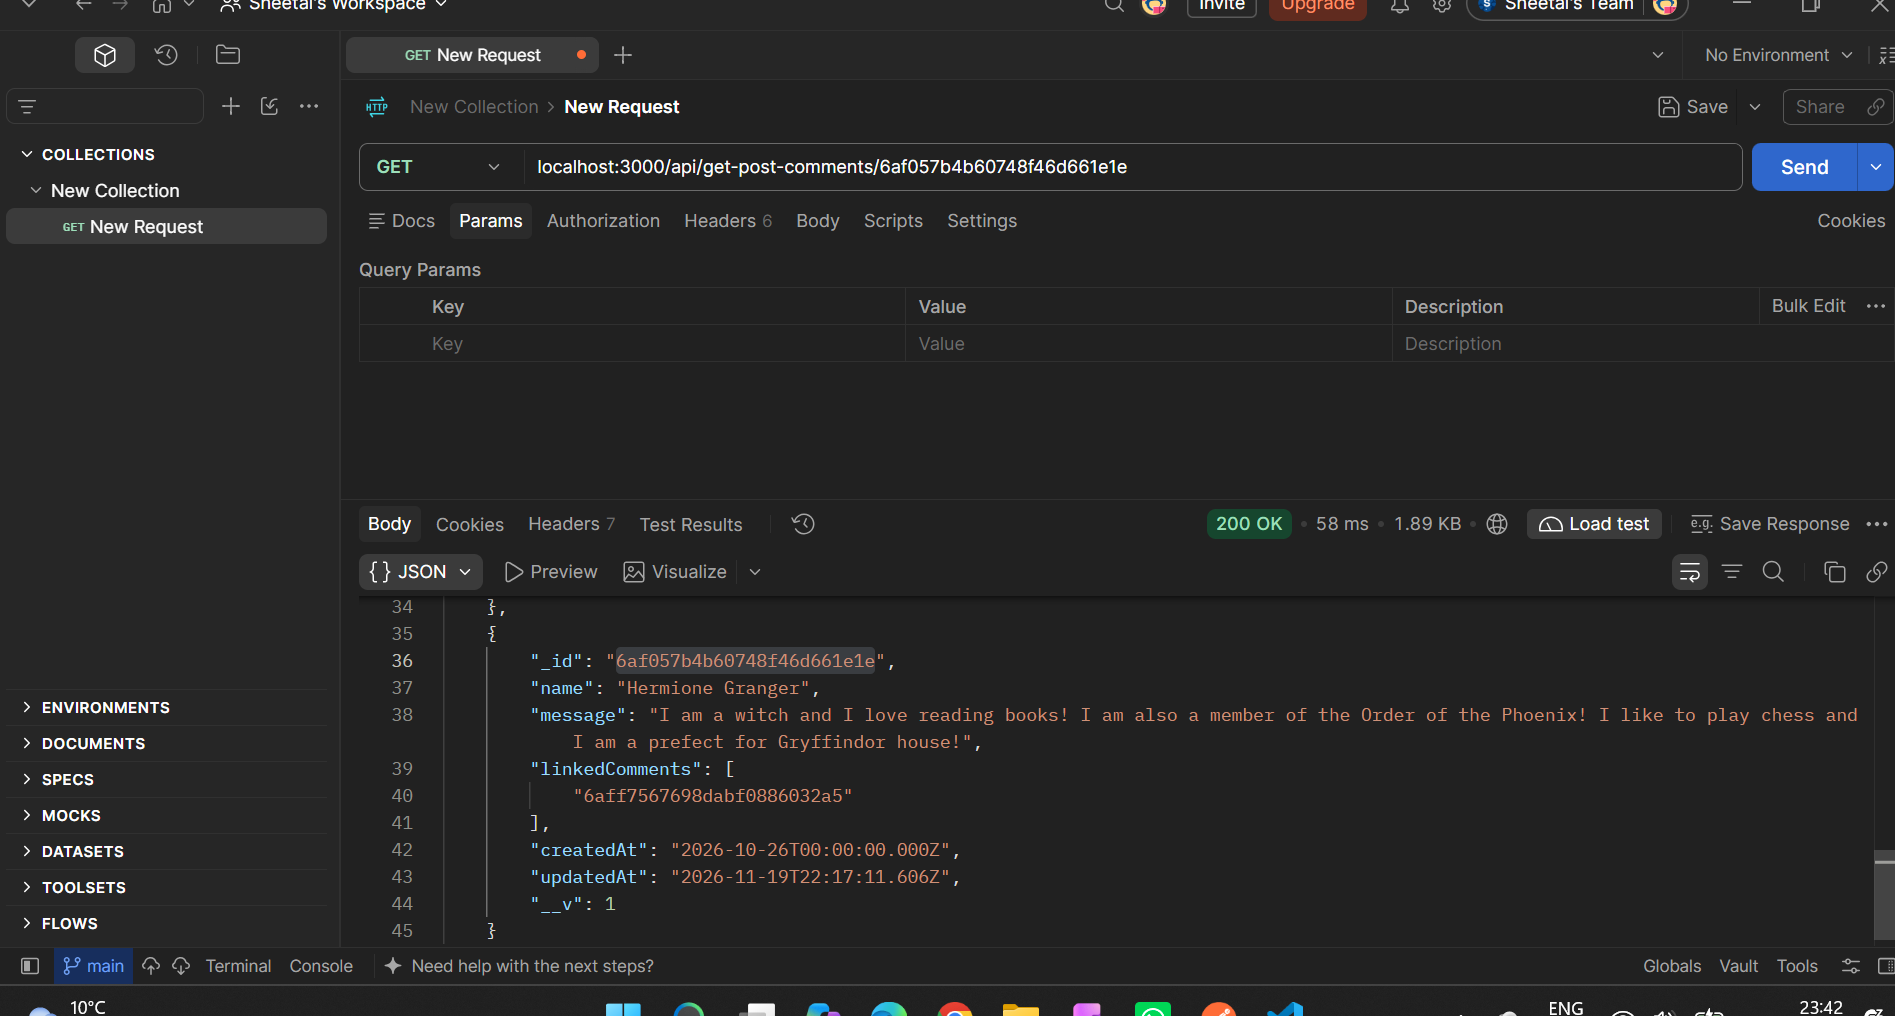 Sheetal's Workspace
Invite
Upgrade
Sheetal's Team
GET New Request
No Environment
New Collection > New Request
Save
Share
COLLECTIONS
New Collection
GET New Request
HTTP
GET
localhost:3000/api/get-post-comments/6af057b4b60748f46d661e1e
Send
Docs
Params
Authorization
Headers 6
Body
Scripts
Settings
Cookies
Query Params
Key
Value
Description
Bulk Edit
Key
Value
Description
Body
Cookies
Headers 7
Test Results
200 OK
58 ms
1.89 KB
Load test
e.g. Save Response
{} JSON
Preview
Visualize
34 },
35 {
36 "_id": "6af057b4b60748f46d661e1e",
37 "name": "Hermione Granger",
38 "message": "I am a witch and I love reading books! I am also a member of the Order of the Phoenix! I like to play chess and
I am a prefect for Gryffindor house!",
39 "linkedComments": [
40 "6aff7567698dabf0886032a5"
41 ],
42 "createdAt": "2026-10-26T00:00:00.000Z",
43 "updatedAt": "2026-11-19T22:17:11.606Z",
44 "__v": 1
45 }
ENVIRONMENTS
DOCUMENTS
SPECS
MOCKS
DATASETS
TOOLSETS
FLOWS
main
Terminal
Console
Need help with the next steps?
Globals
Vault
Tools
10°C
ENG
23:42